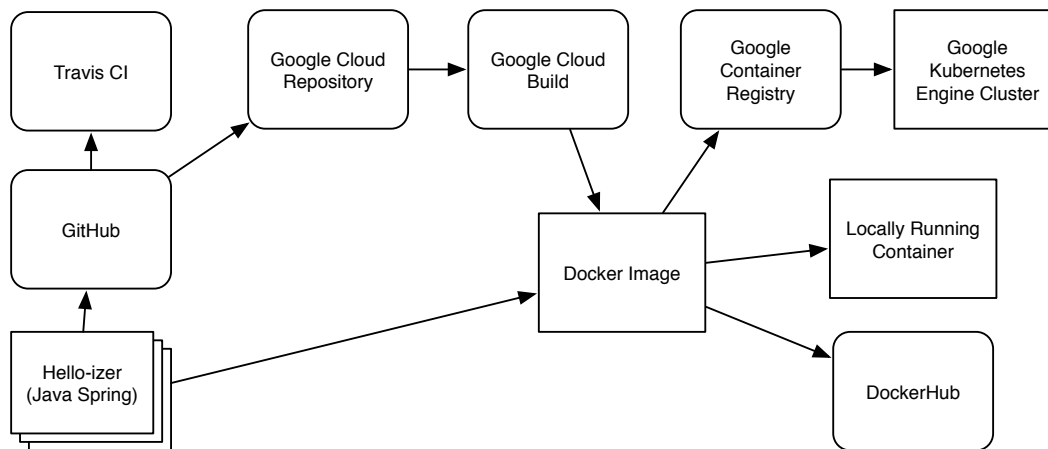 Travis CI
Google Cloud
Repository
Google Cloud
Build
Google
Container
Registry
Google
Kubernetes
Engine Cluster
GitHub
Docker Image
Locally Running
Container
Hello-izer
(Java Spring)
DockerHub